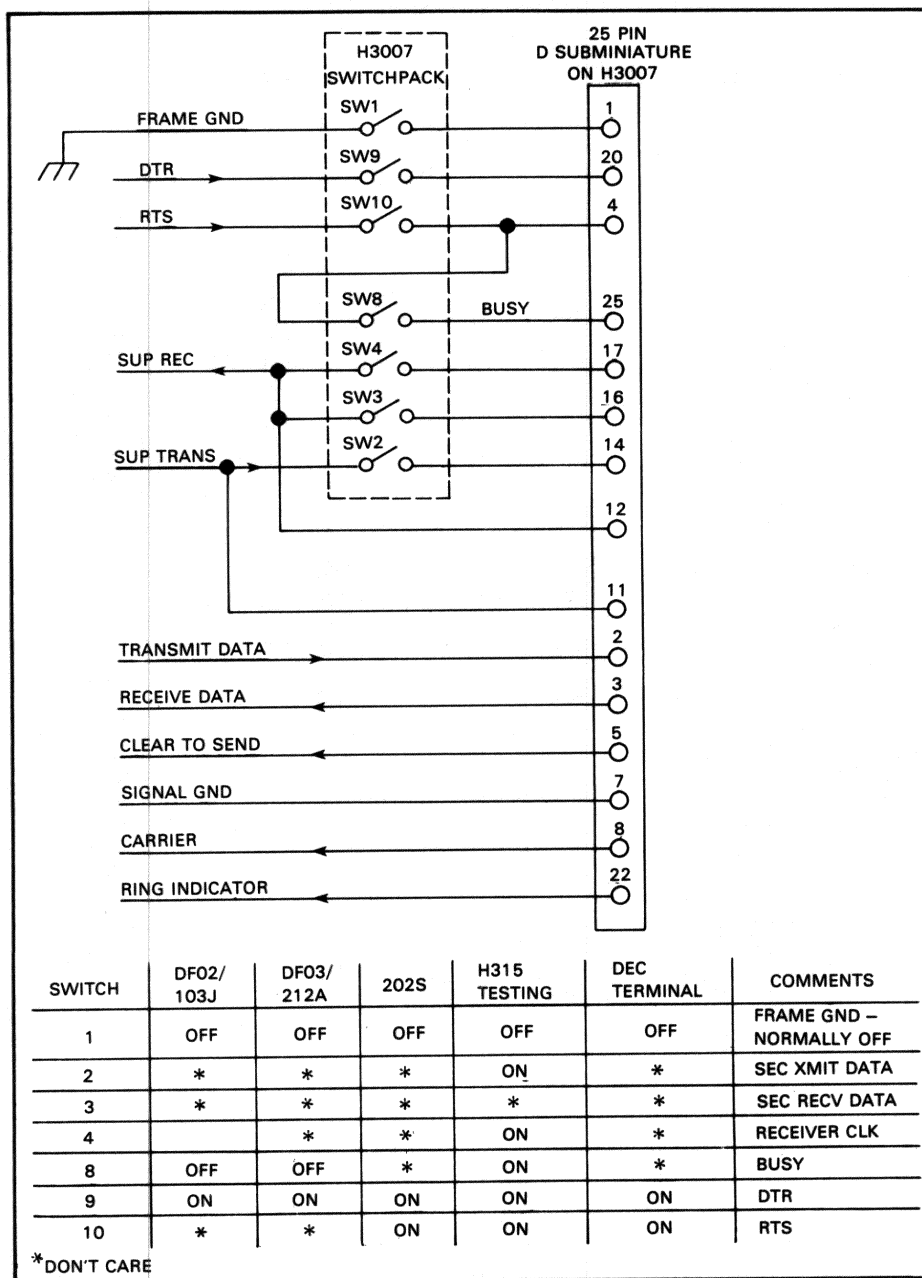 H3007
SWITCHPACK
25 PIN
D SUBMINIATURE
ON H3007
FRAME GND
SW1
1
DTR
SW9
20
RTS
SW10
4
SW8
BUSY
25
SUP REC
SW4
17
SW3
16
SUP TRANS
SW2
14
12
11
TRANSMIT DATA
2
RECEIVE DATA
3
CLEAR TO SEND
5
SIGNAL GND
7
CARRIER
8
RING INDICATOR
22
SWITCH DF02/ 103J DF03/ 212A 202S H315 TESTING DEC TERMINAL COMMENTS
1 OFF OFF OFF OFF OFF FRAME GND – NORMALLY OFF
2 * * * ON * SEC XMIT DATA
3 * * * * * SEC RECV DATA
4 * * ON * RECEIVER CLK
8 OFF OFF * ON * BUSY
9 ON ON ON ON ON DTR
10 * * ON ON ON RTS
*DON'T CARE